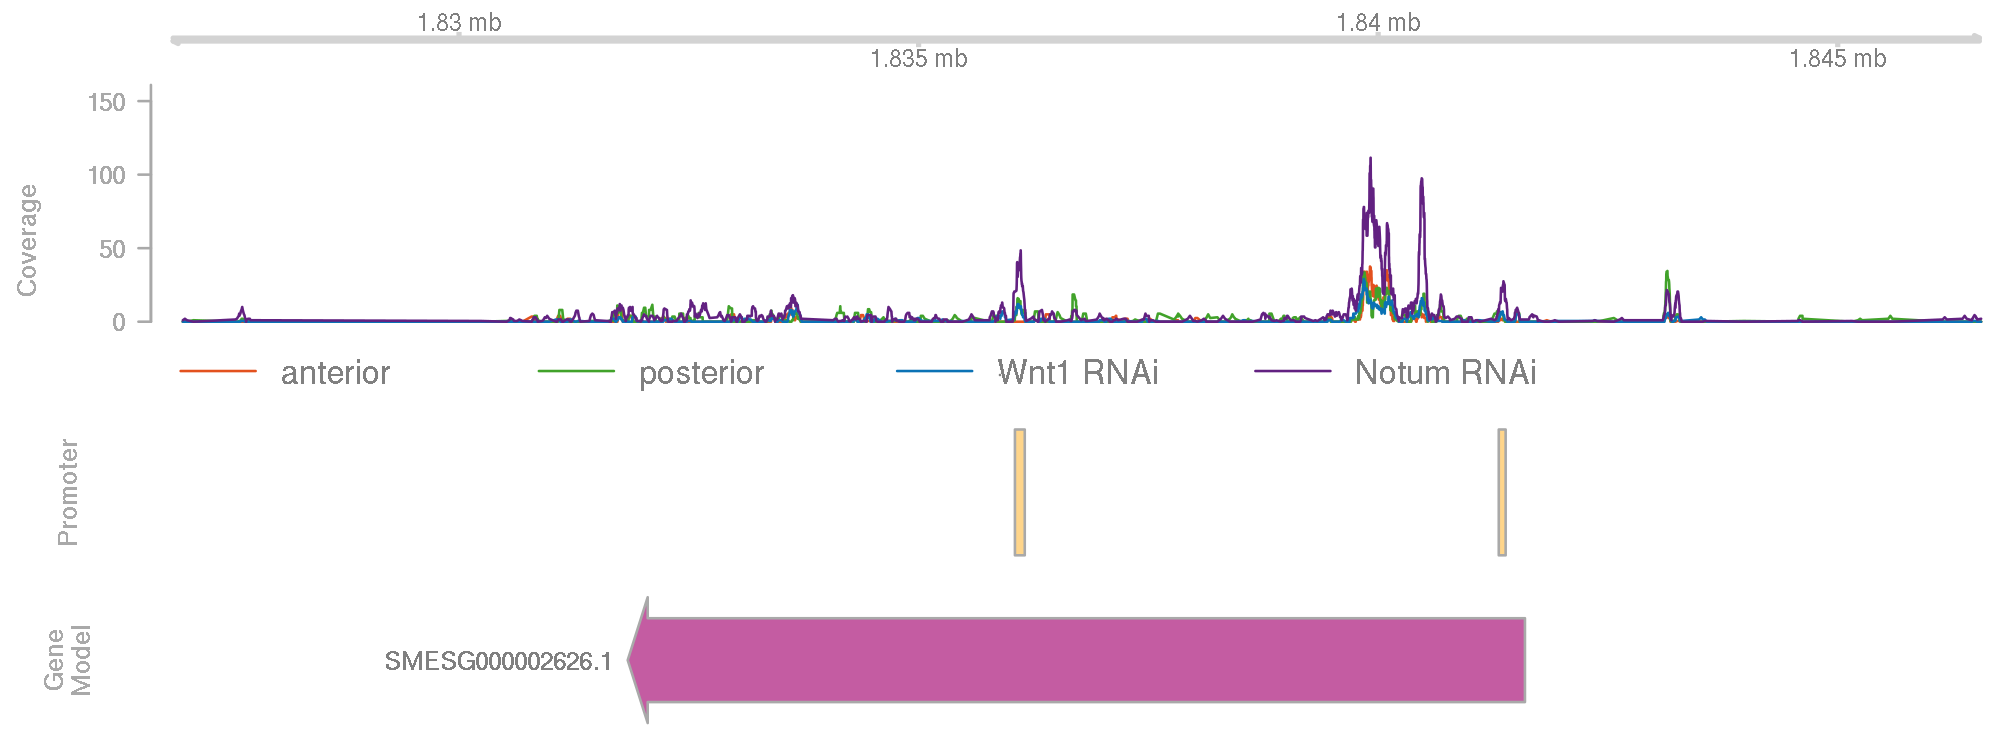 1.83 mb
1.84 mb
1.835 mb
1.845 mb
Coverage
150
100
50
0
anterior
posterior
Wnt1 RNAi
Notum RNAi
Promoter
Gene
Model
SMESG000002626.1